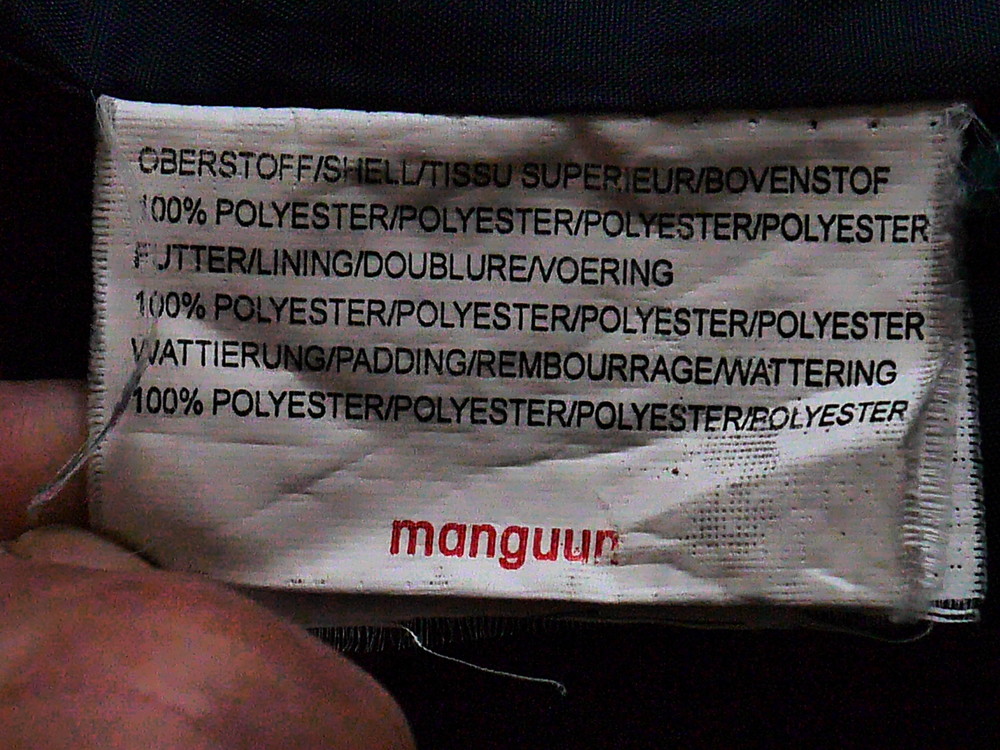 OBERSTOFF/SHELL/TISSU SUPERIEUR/BOVENSTOF
100% POLYESTER/POLYESTER/POLYESTER/POLYESTER
FUTTER/LINING/DOUBLURE/VOERING
100% POLYESTER/POLYESTER/POLYESTER/POLYESTER
WATTIERUNG/PADDING/REMBOURRAGE/WATTERING
100% POLYESTER/POLYESTER/POLYESTER/POLYESTER
manguun